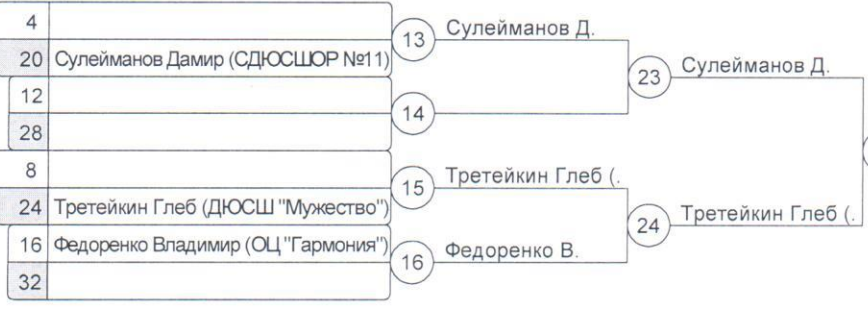 4
13 Сулейманов Д.
20 Сулейманов Дамир (СДЮСШОР №11)
23 Сулейманов Д.
12
14
28
8
15 Третейкин Глеб (.
24 Третейкин Глеб (ДЮСШ "Мужество")
24 Третейкин Глеб (.
16 Федоренко Владимир (ОЦ "Гармония")
16 Федоренко В.
32